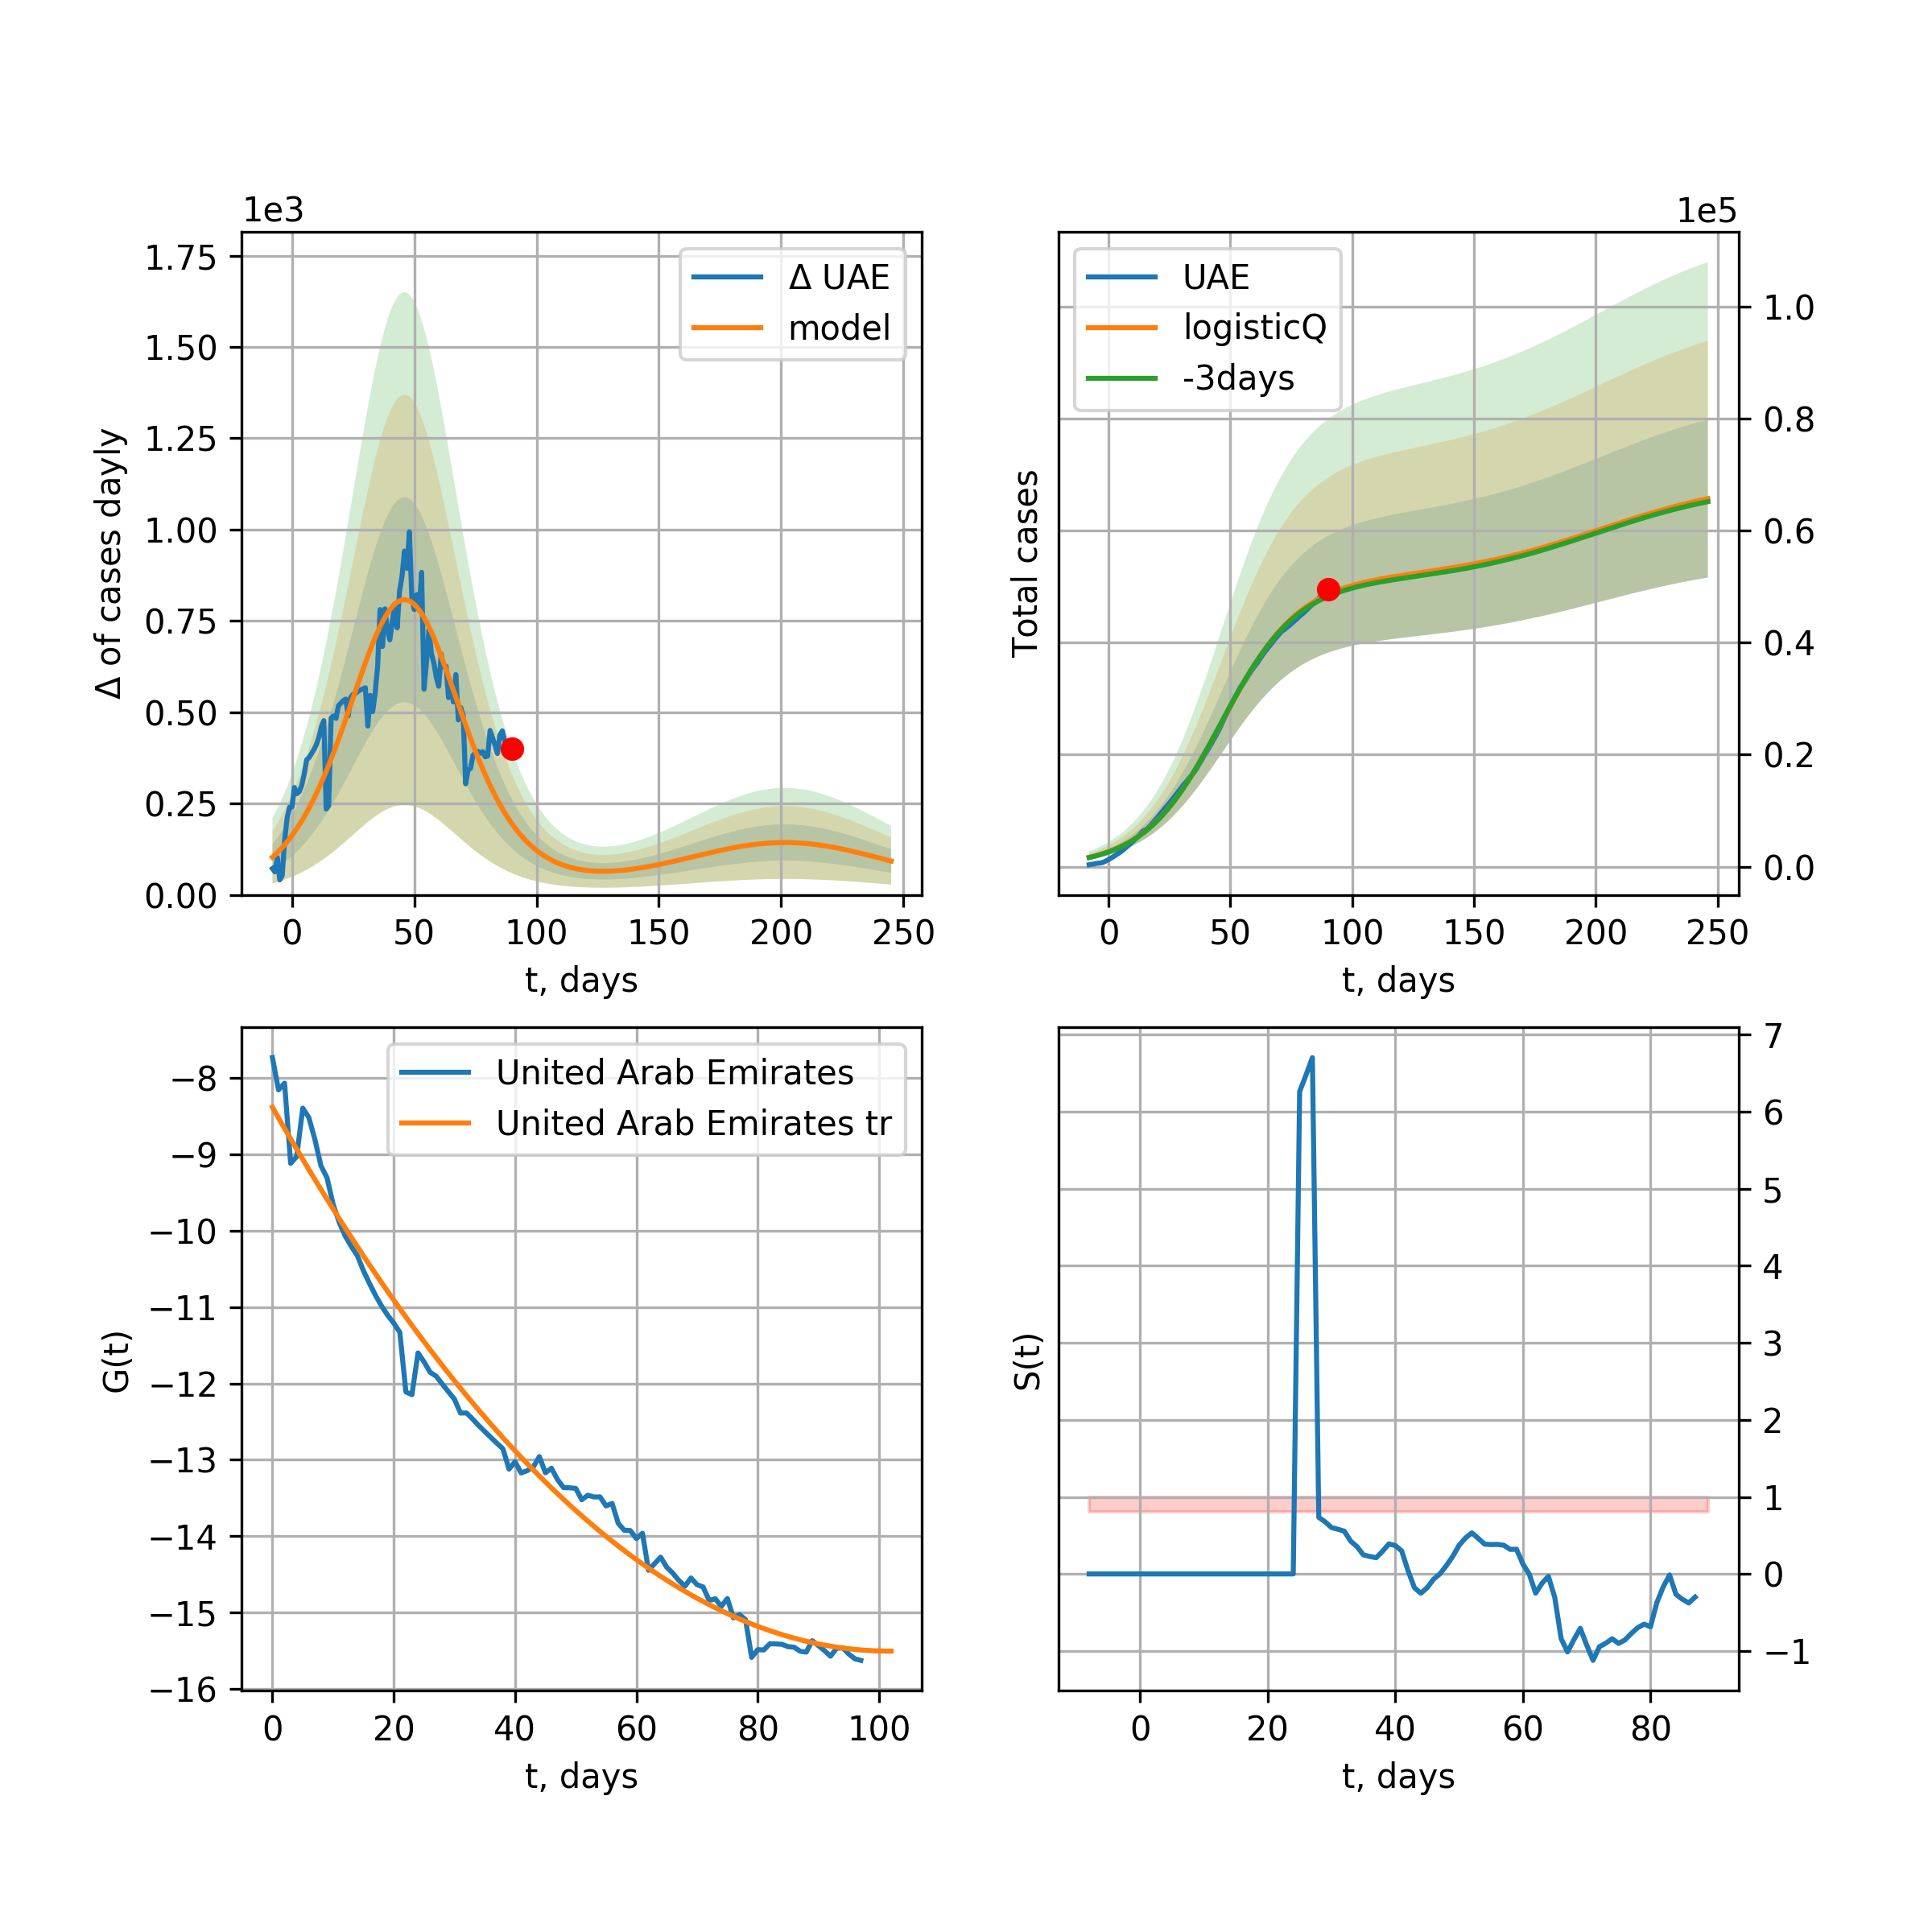 1e3
1.75
1.50
1.25
1.00
0.75
0.50
0.25
0.00
Δ of cases dayly
Δ UAE
model
0 50 100 150 200 250
t, days
1e5
Total cases
UAE
logisticQ
-3days
1.0
0.8
0.6
0.4
0.2
0.0
0 50 100 150 200 250
t, days
−8
−9
−10
−11
−12
−13
−14
−15
−16
G(t)
United Arab Emirates
United Arab Emirates tr
0 20 40 60 80 100
t, days
S(t)
7
6
5
4
3
2
1
0
−1
0 20 40 60 80
t, days